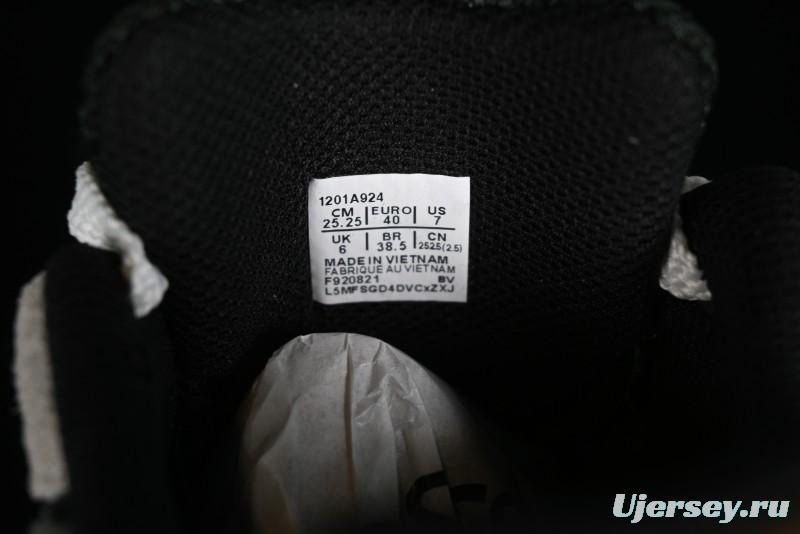 1201A924
CM EURO US
25.25 40 7
UK BR CN
6 38.5 252.5(2.5)
MADE IN VIETNAM
FABRIQUE AU VIETNAM
F920821 BV
L5MFSGD4DVCxZXJ
Ujersey.ru